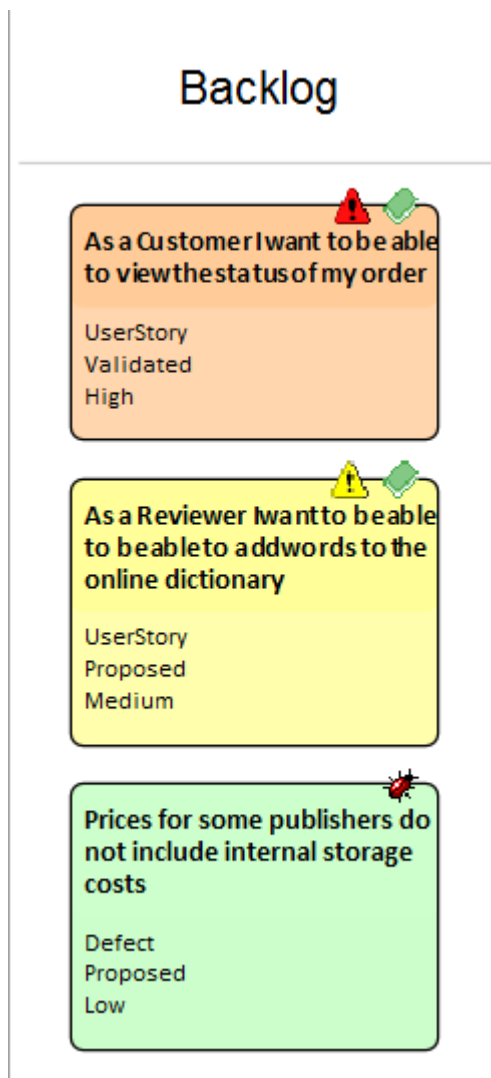 Backlog
As a Customer I want to be able
to view the status of my order
UserStory
Validated
High
As a Reviewer I want to be able
to be able to add words to the
online dictionary
UserStory
Proposed
Medium
Prices for some publishers do
not include internal storage
costs
Defect
Proposed
Low